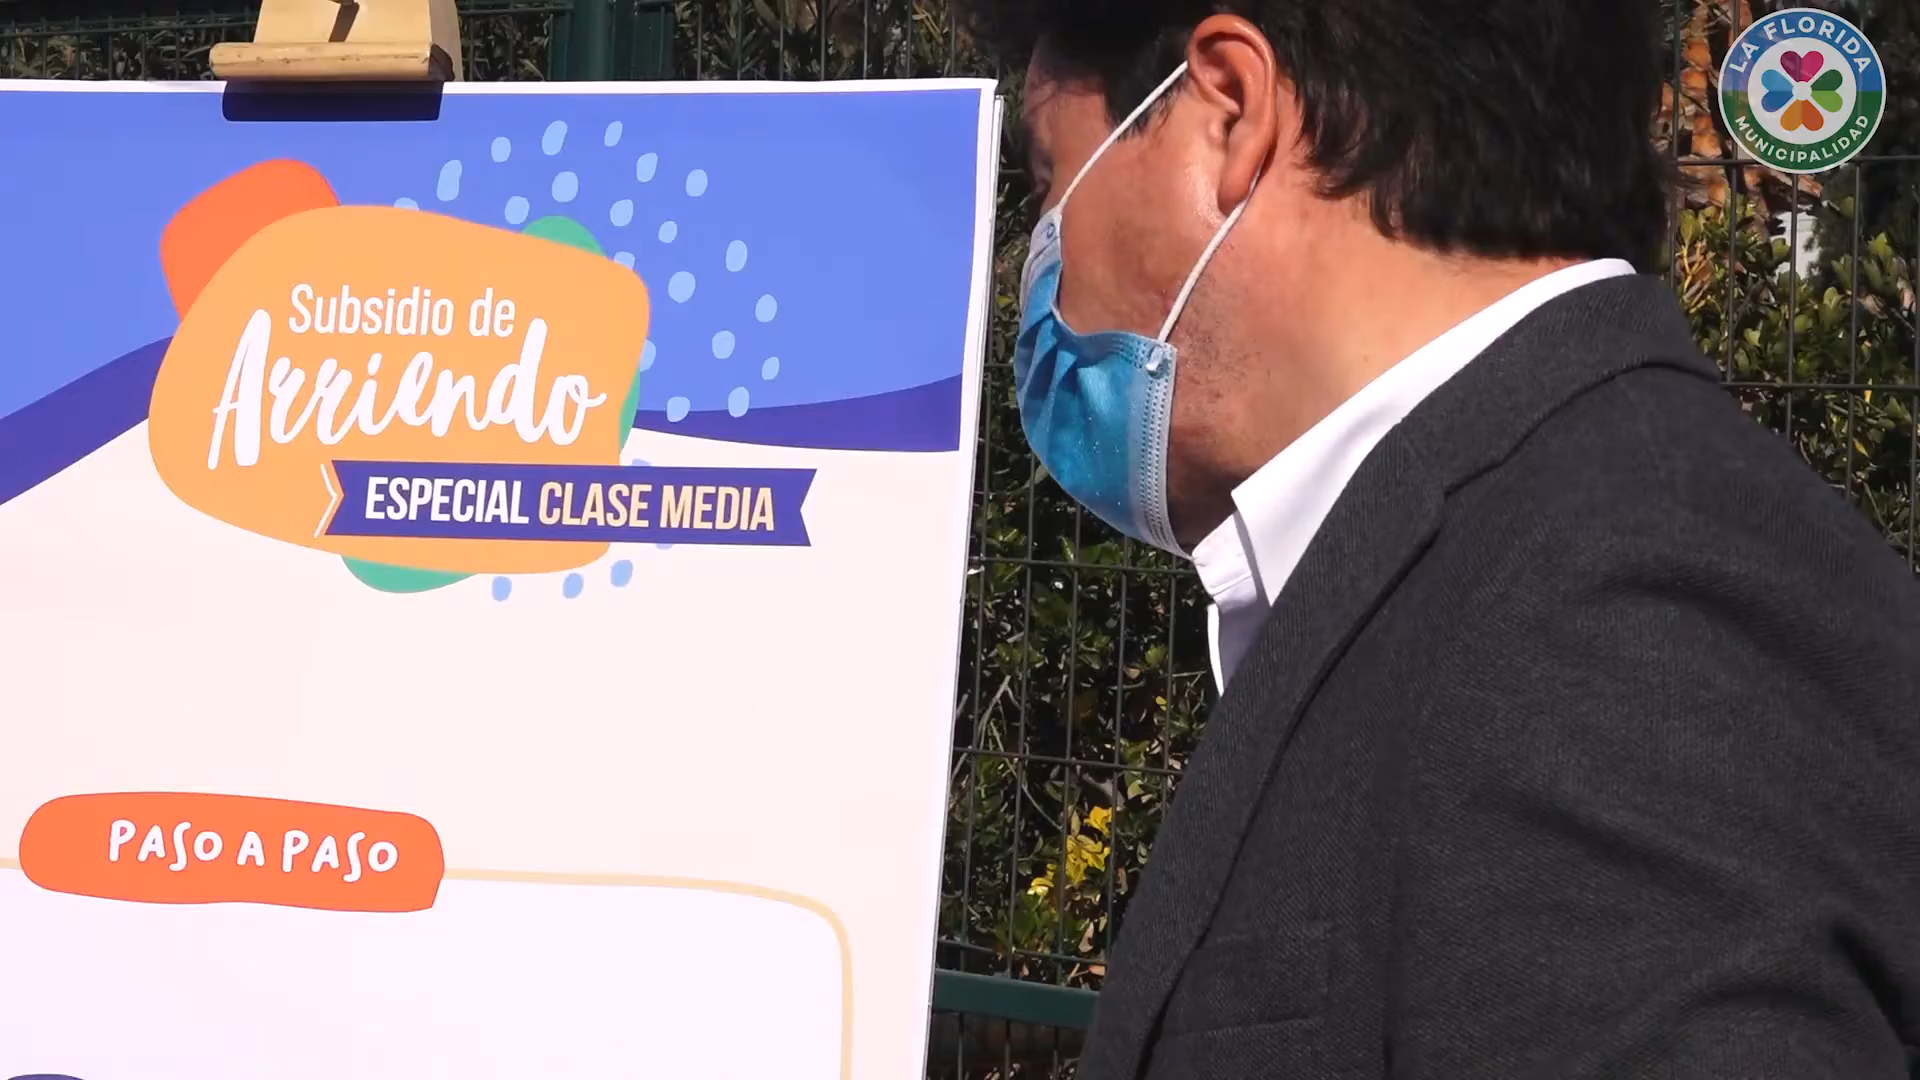 LA FLORIDA
MUNICIPALIDAD
Subsidio de
Arriendo
ESPECIAL CLASE MEDIA
PASO A PASO